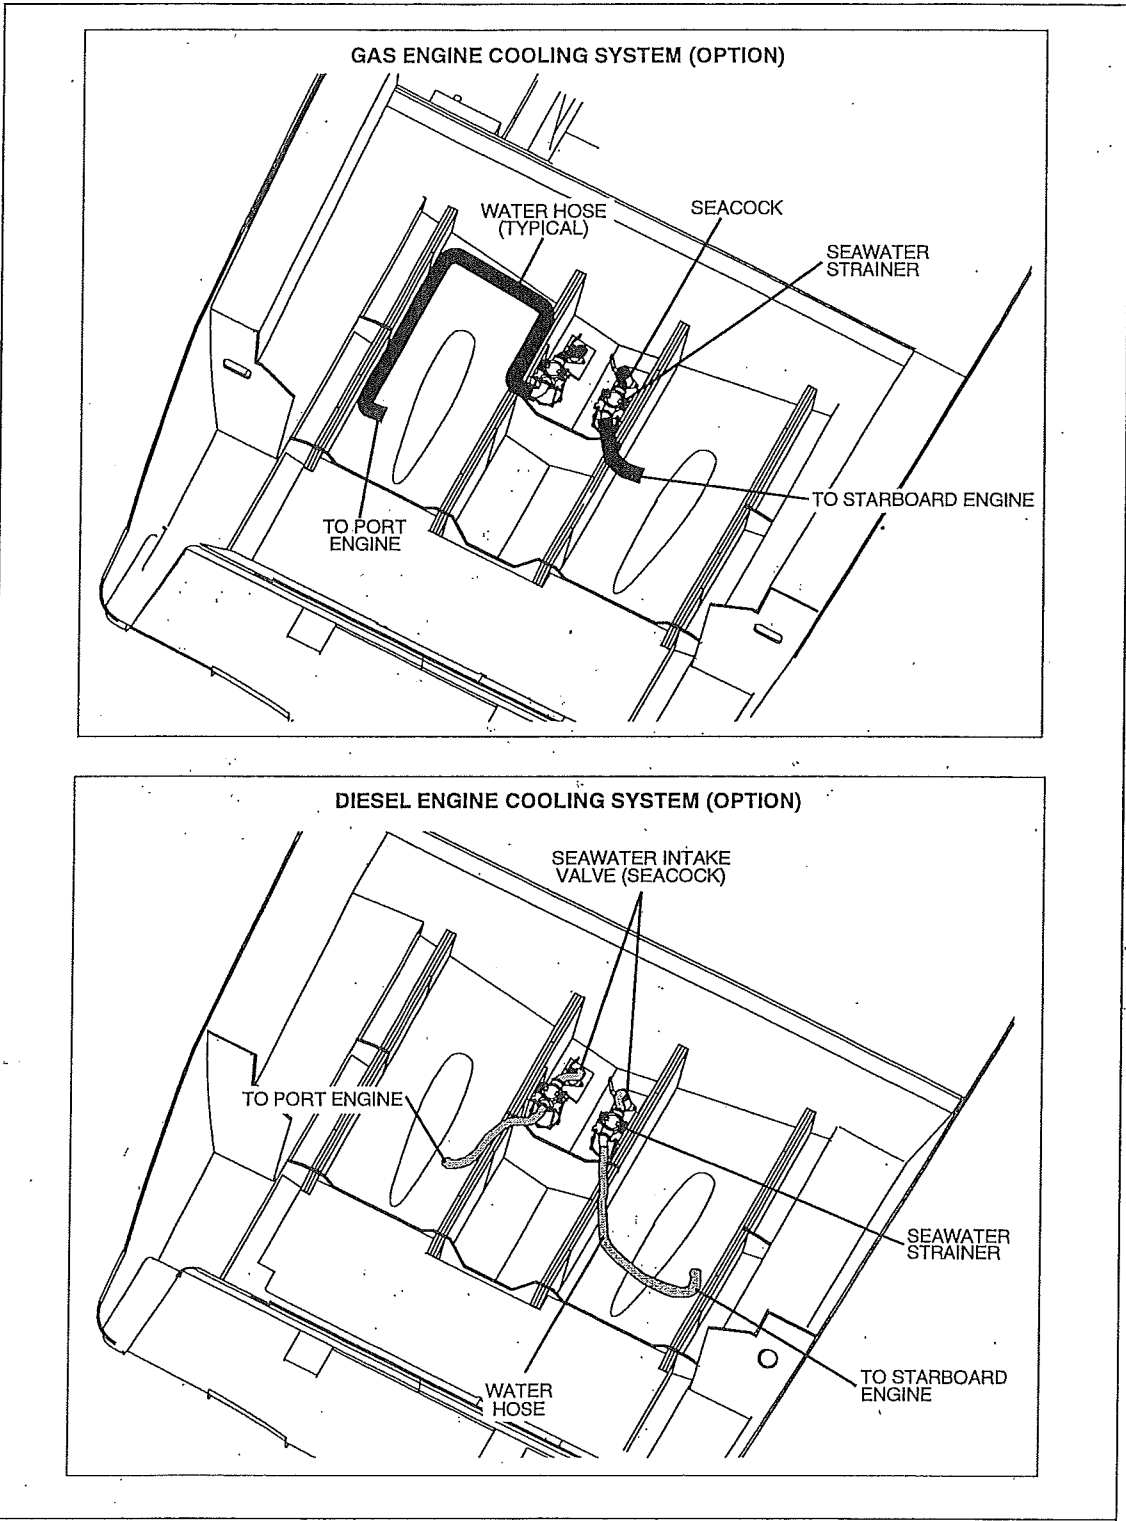 GAS ENGINE COOLING SYSTEM (OPTION)
WATER HOSE
(TYPICAL)
SEACOCK
SEAWATER
STRAINER
TO STARBOARD ENGINE
TO PORT
ENGINE
DIESEL ENGINE COOLING SYSTEM (OPTION)
SEAWATER INTAKE
VALVE (SEACOCK)
TO PORT ENGINE
SEAWATER
STRAINER
TO STARBOARD
ENGINE
WATER
HOSE